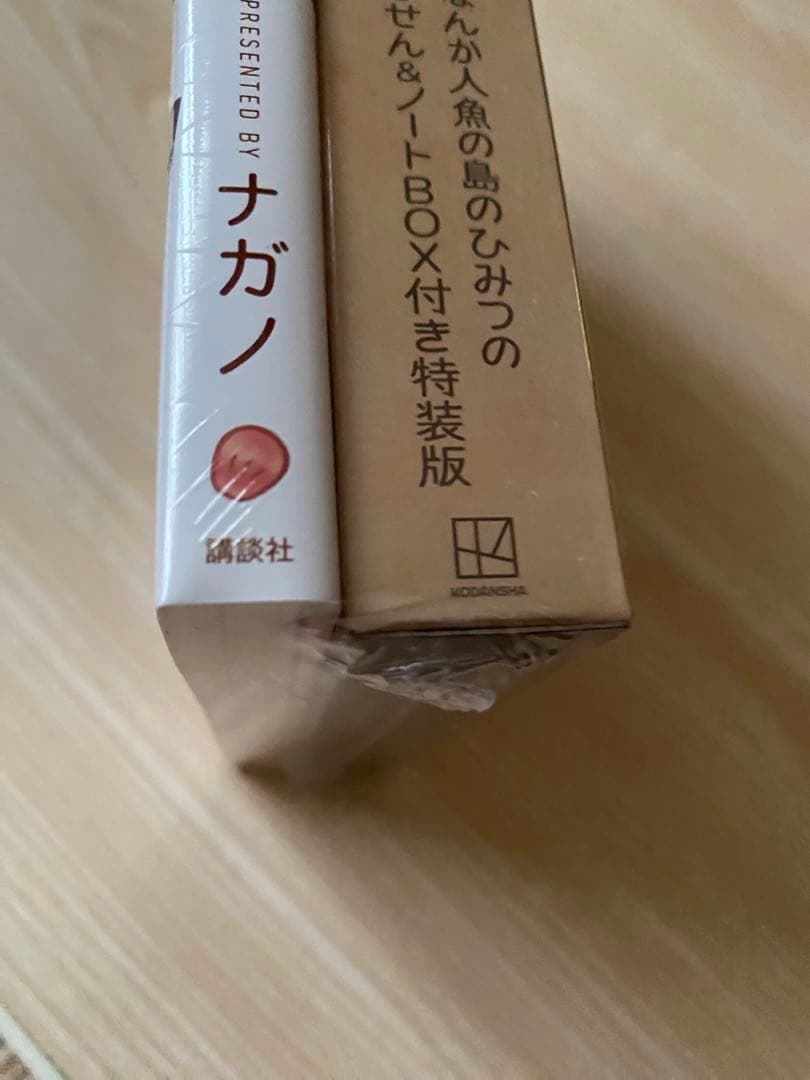 PRESENTED BY ナガノ
講談社
なんか人魚の島のひみつの
せん&ノートBOX付き特装版
KODANSHA